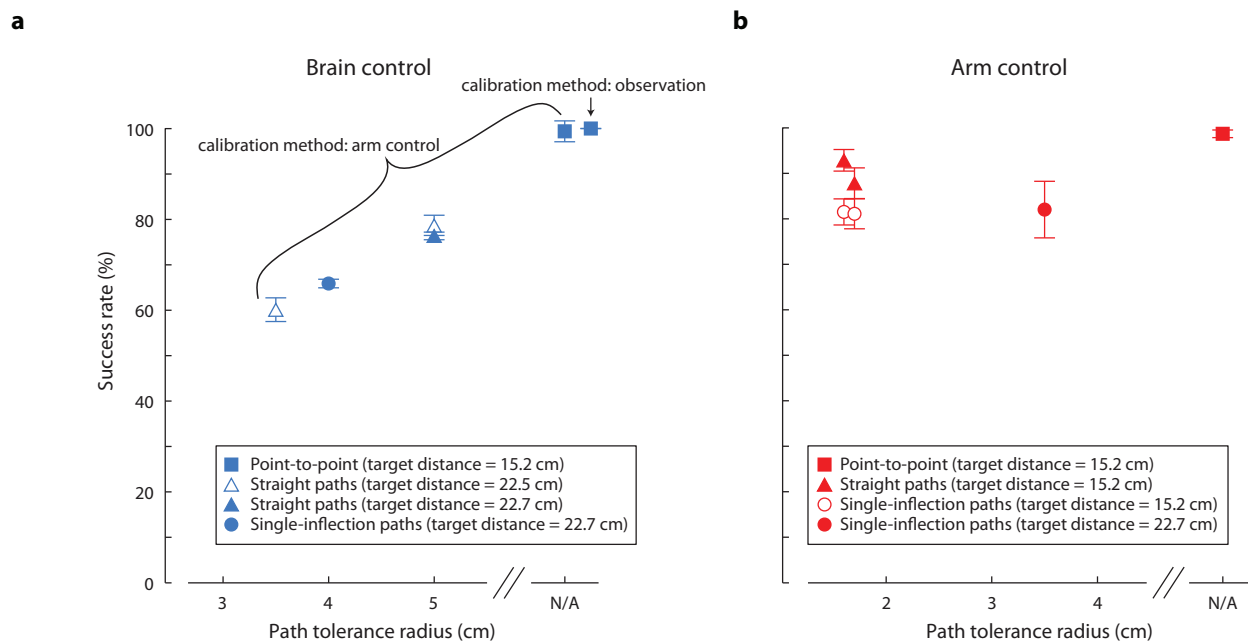 a
Brain control
calibration method: observation
calibration method: arm control
Success rate (%)
100
80
60
40
20
0
Point-to-point (target distance = 15.2 cm)
Straight paths (target distance = 22.5 cm)
Straight paths (target distance = 22.7 cm)
Single-inflection paths (target distance = 22.7 cm)
3 4 5 N/A
Path tolerance radius (cm)
b
Arm control
Point-to-point (target distance = 15.2 cm)
Straight paths (target distance = 15.2 cm)
Single-inflection paths (target distance = 15.2 cm)
Single-inflection paths (target distance = 22.7 cm)
2 3 4 N/A
Path tolerance radius (cm)